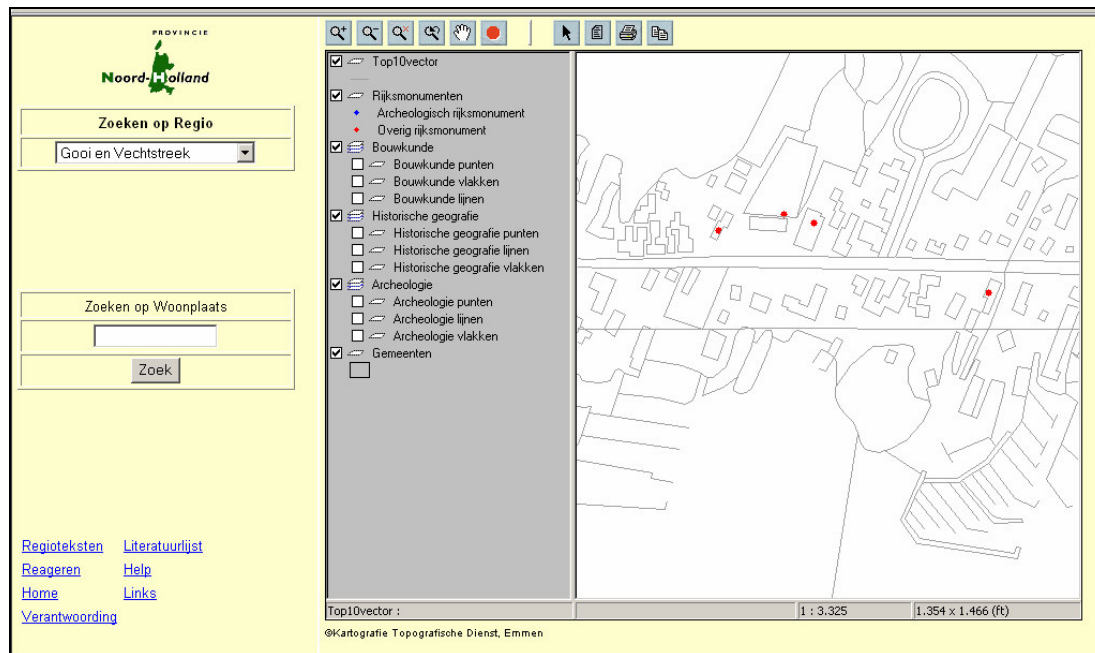 PROVINCIE
Noord-Holland
Zoeken op Regio
Gooi en Vechtstreek
Zoeken op Woonplaats
Zoek
Regioteksten Literatuurlijst
Reageren Help
Home Links
Verantwoording
Top10vector
Rijksmonumenten
Archeologisch rijksmonument
Overig rijksmonument
Bouwkunde
Bouwkunde punten
Bouwkunde vlakken
Bouwkunde lijnen
Historische geografie
Historische geografie punten
Historische geografie lijnen
Historische geografie vlakken
Archeologie
Archeologie punten
Archeologie lijnen
Archeologie vlakken
Gemeenten
Top10vector : 1 : 3.325 1.354 x 1.466 (ft)
©Kartografie Topografische Dienst, Emmen